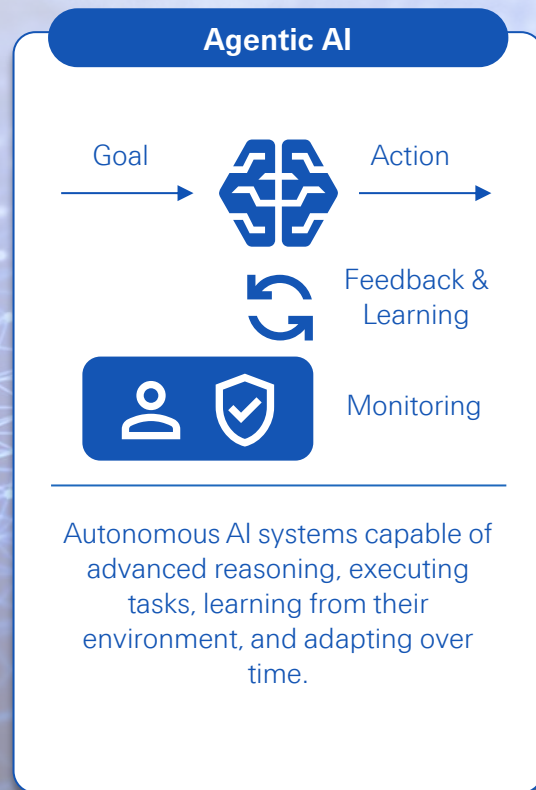 Agentic AI
Goal
Action
Feedback &
Learning
Monitoring
Autonomous AI systems capable of
advanced reasoning, executing
tasks, learning from their
environment, and adapting over
time.